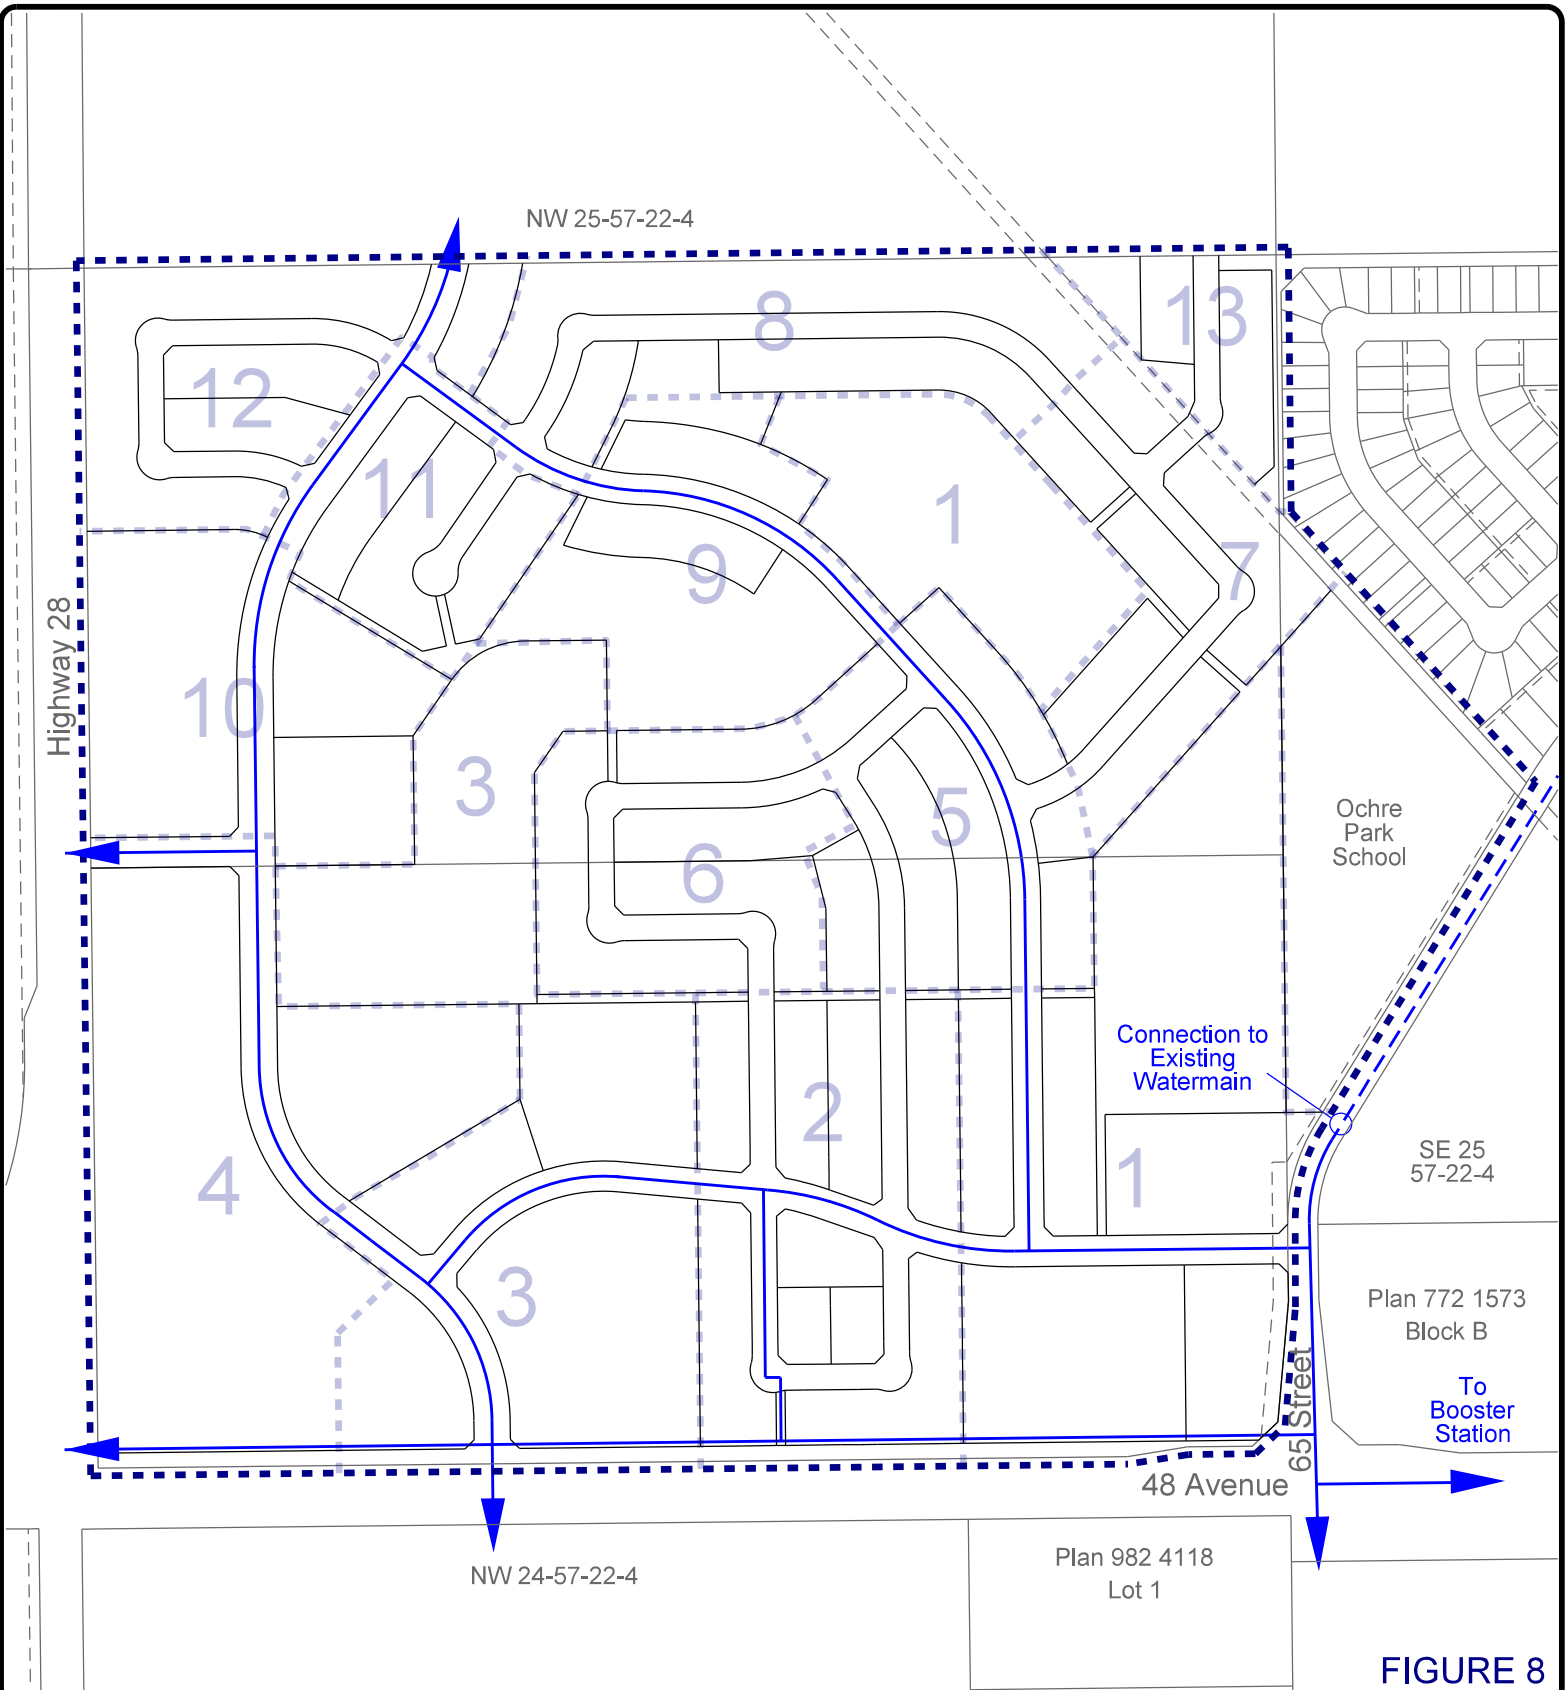 NW 25-57-22-4
8
13
12
11
1
9
7
Highway 28
10
3
5
Ochre
Park
School
6
Connection to
Existing
Watermain
2
4
1
SE 25
57-22-4
3
Plan 772 1573
Block B
65 Street
To
Booster
Station
48 Avenue
NW 24-57-22-4
Plan 982 4118
Lot 1
FIGURE 8